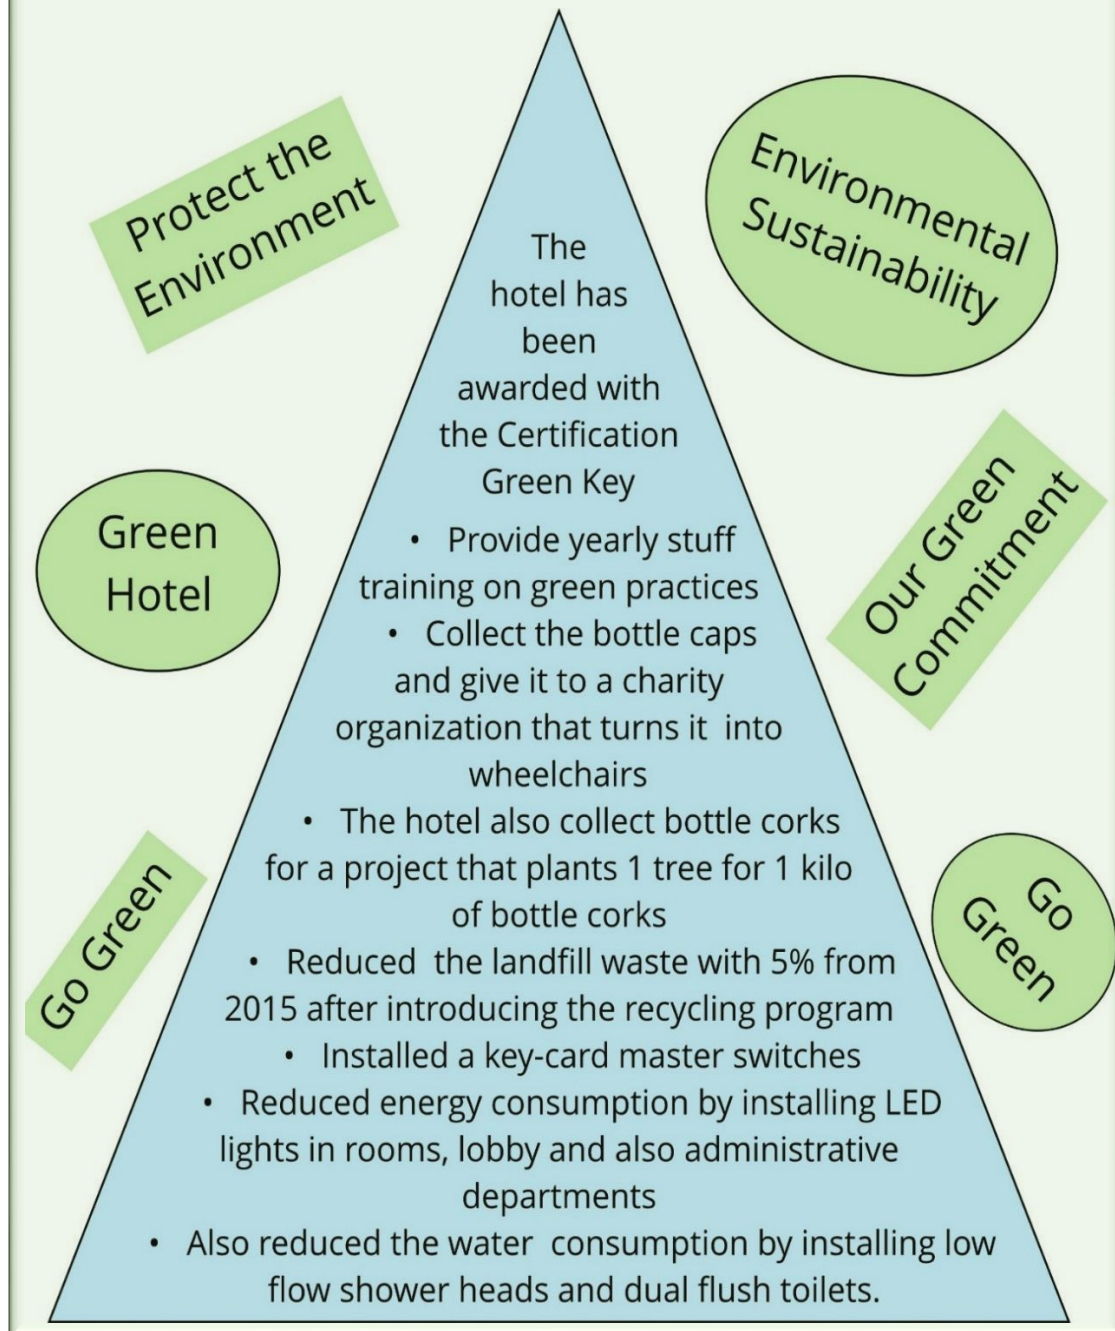 Protect the
Environment
Environmental
Sustainability
The
hotel has
been
awarded with
the Certification
Green Key
Green
Hotel
Our Green
Commitment
• Provide yearly stuff
training on green practices
• Collect the bottle caps
and give it to a charity
organization that turns it into
wheelchairs
• The hotel also collect bottle corks
for a project that plants 1 tree for 1 kilo
of bottle corks
Go Green
Go
Green
• Reduced the landfill waste with 5% from
2015 after introducing the recycling program
• Installed a key-card master switches
• Reduced energy consumption by installing LED
lights in rooms, lobby and also administrative
departments
• Also reduced the water consumption by installing low
flow shower heads and dual flush toilets.